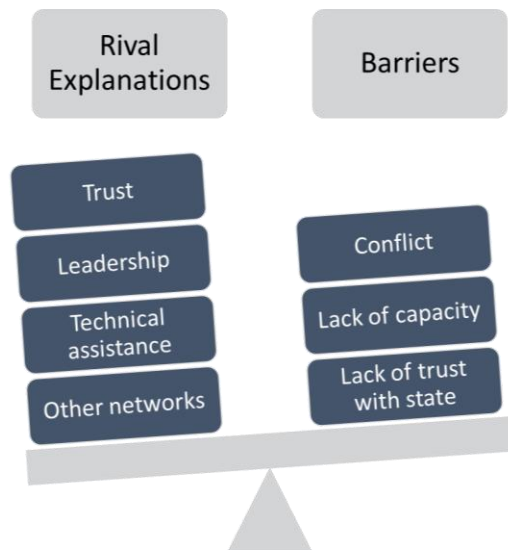 Rival
Explanations
Barriers
Trust
Leadership
Technical
assistance
Other networks
Conflict
Lack of capacity
Lack of trust
with state